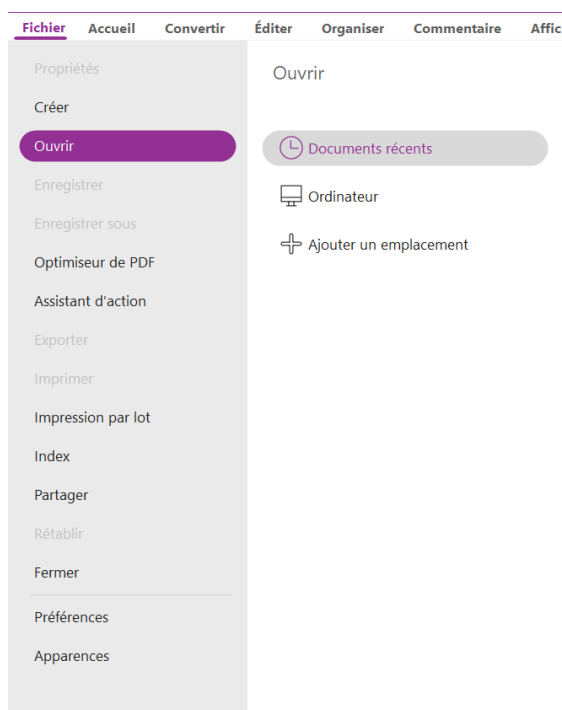 Fichier Accueil Convertir Éditer Organiser Commentaire Affic
Propriétés
Créer
Ouvrir
Enregistrer
Enregistrer sous
Optimiseur de PDF
Assistant d'action
Exporter
Imprimer
Impression par lot
Index
Partager
Rétablir
Fermer
Préférences
Apparences
Ouvrir
Documents récents
Ordinateur
Ajouter un emplacement